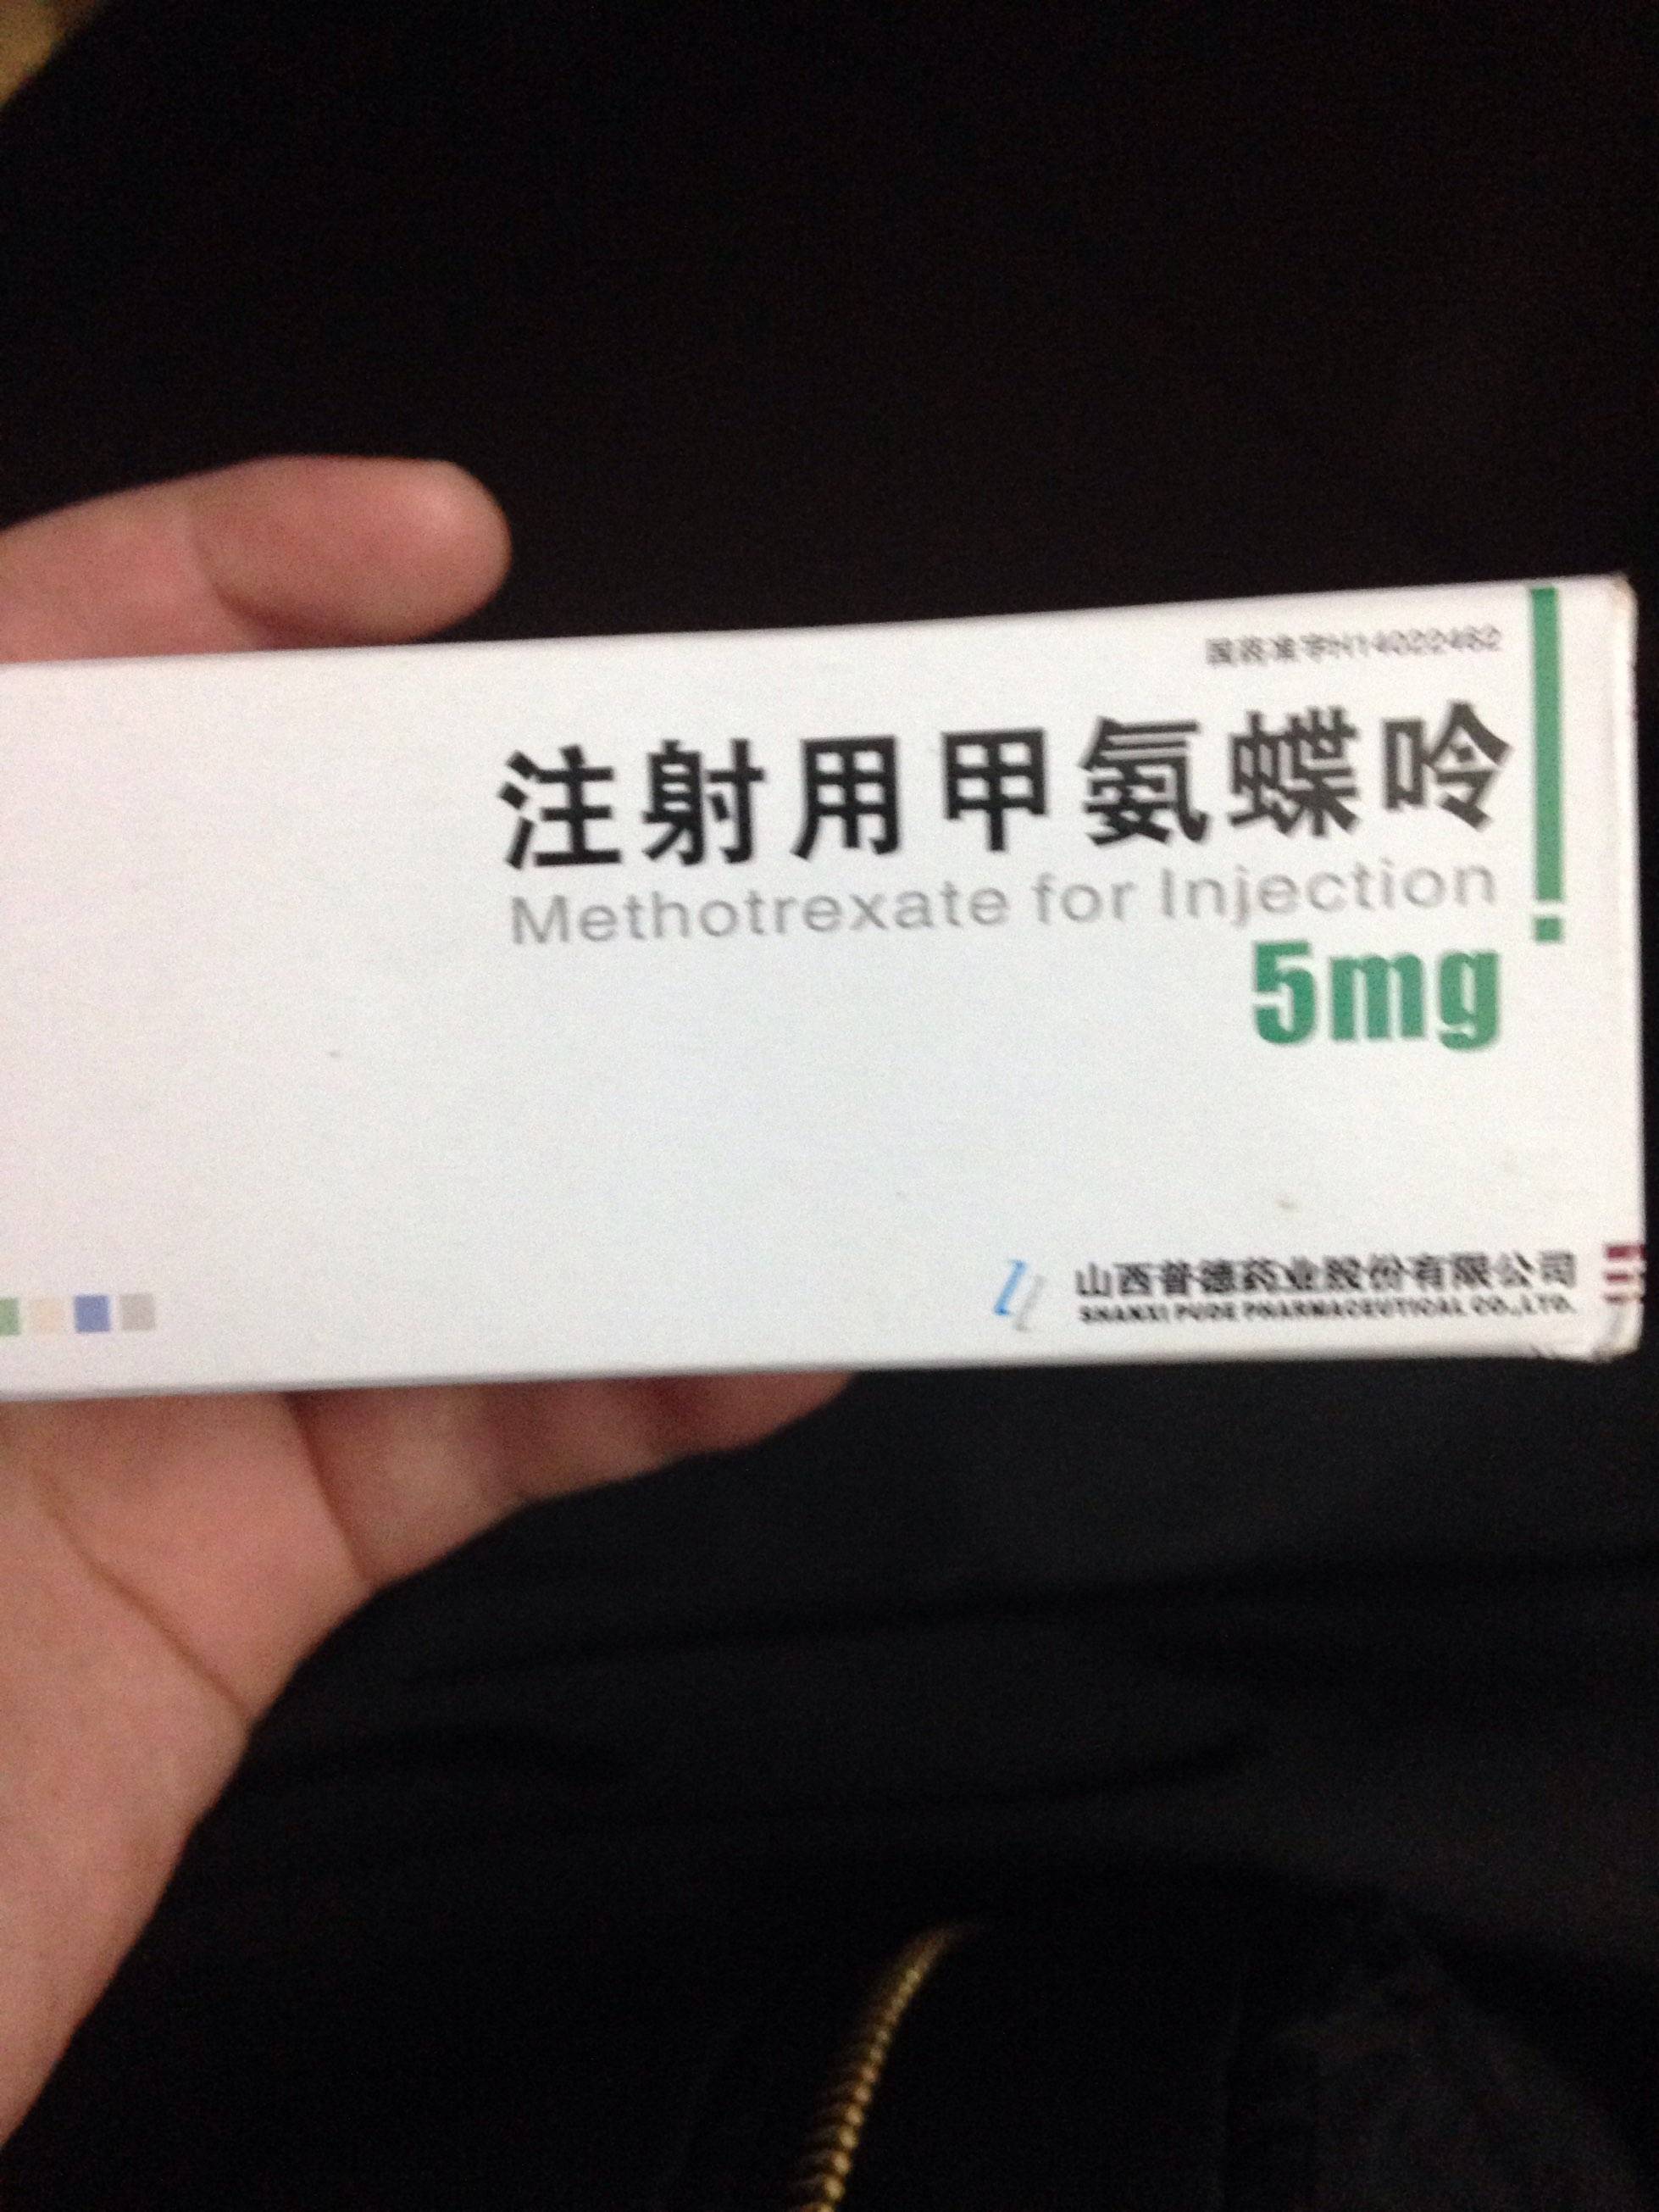 国药准字H14022462
注射用甲氨蝶呤
Methotrexate for Injection
5mg
山西普德药业股份有限公司
SHANXI PUDE PHARMACEUTICAL CO.,LTD.